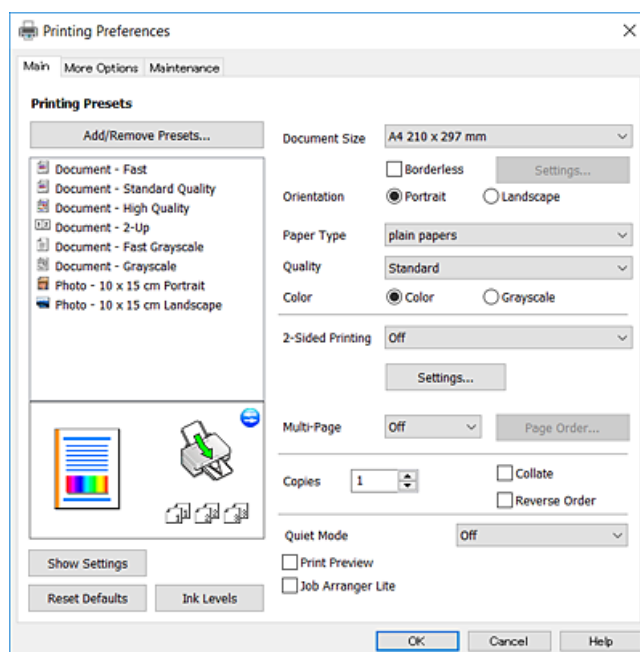 Printing Preferences
Main
More Options
Maintenance
Printing Presets
Add/Remove Presets...
Document - Fast
Document - Standard Quality
Document - High Quality
Document - 2-Up
Document - Fast Grayscale
Document - Grayscale
Photo - 10 x 15 cm Portrait
Photo - 10 x 15 cm Landscape
Show Settings
Reset Defaults
Ink Levels
Document Size
A4 210 x 297 mm
Borderless
Settings...
Orientation
Portrait
Landscape
Paper Type
plain papers
Quality
Standard
Color
Color
Grayscale
2-Sided Printing
Off
Settings...
Multi-Page
Off
Page Order...
Copies
1
Collate
Reverse Order
Quiet Mode
Off
Print Preview
Job Arranger Lite
OK
Cancel
Help